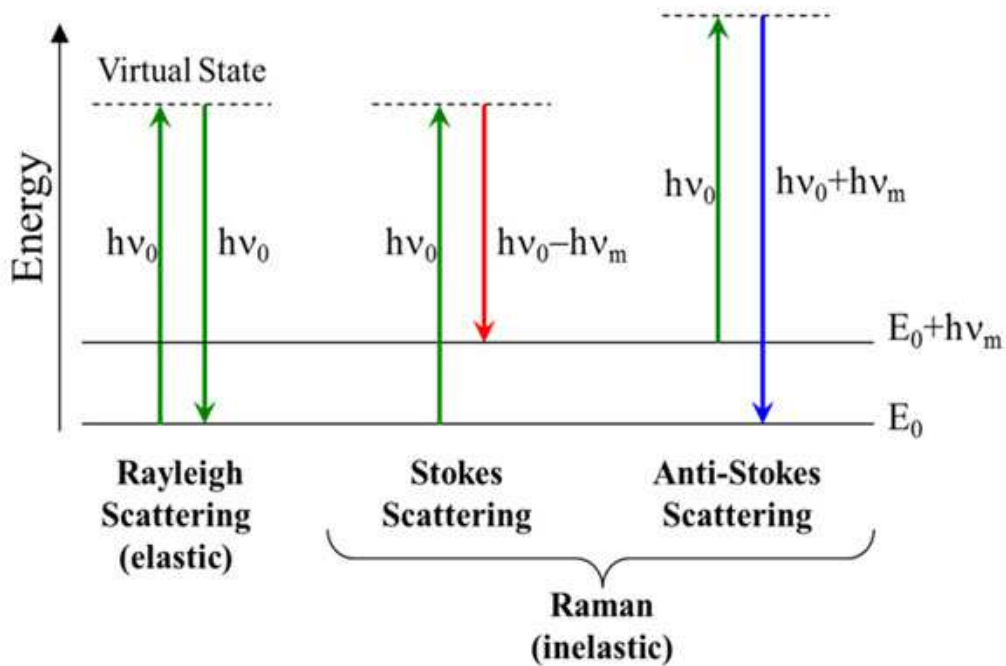 Energy
Virtual State
hν₀
hν₀
hν₀
hν₀–hνₘ
hν₀
hν₀+hνₘ
E₀+hνₘ
E₀
Rayleigh
Scattering
(elastic)
Stokes
Scattering
Anti-Stokes
Scattering
Raman
(inelastic)